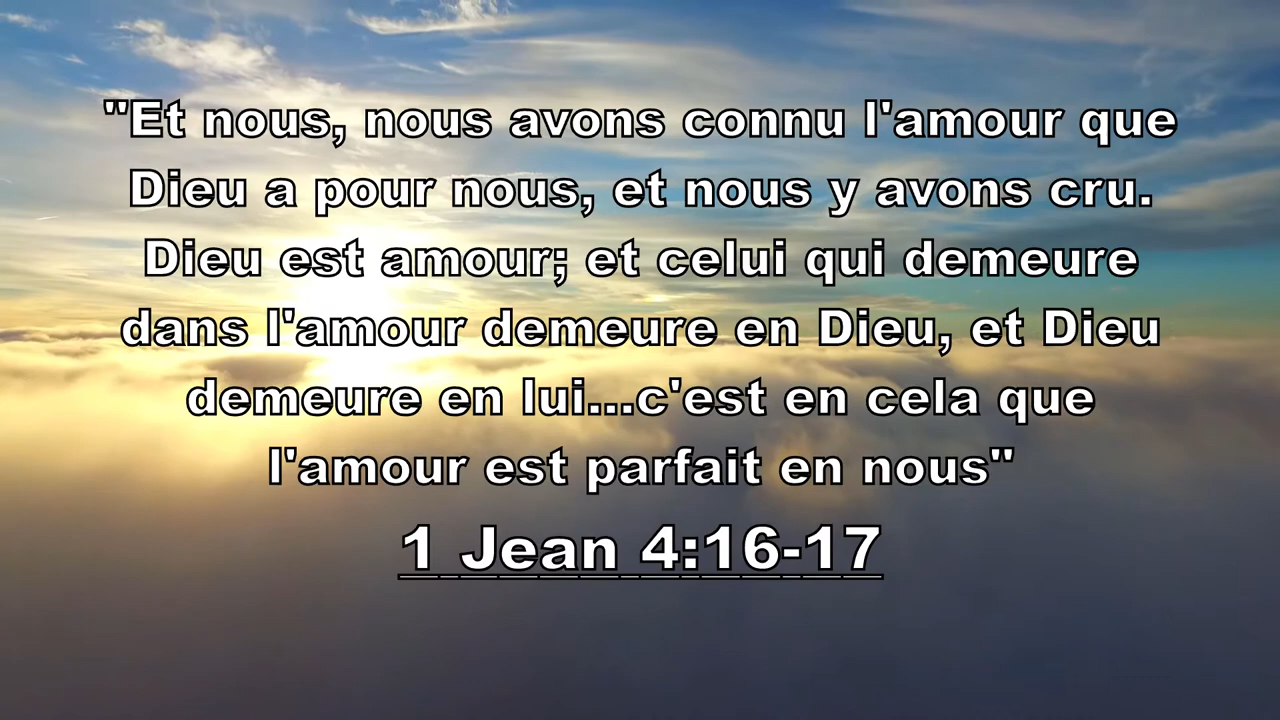 "Et nous, nous avons connu l'amour que
Dieu a pour nous, et nous y avons cru.
Dieu est amour; et celui qui demeure
dans l'amour demeure en Dieu, et Dieu
demeure en lui...c'est en cela que
l'amour est parfait en nous"
1 Jean 4:16-17